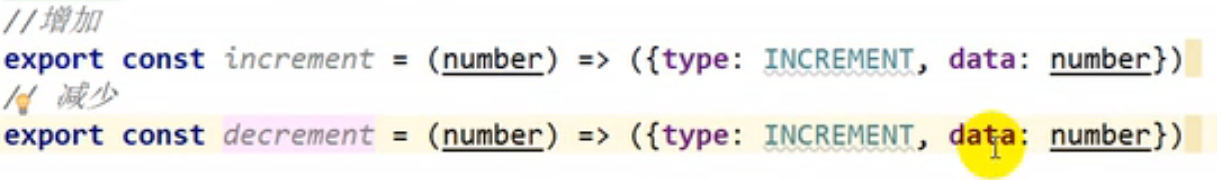 //增加
export const increment = (number) => ({type: INCREMENT, data: number})
// 减少
export const decrement = (number) => ({type: INCREMENT, data: number})